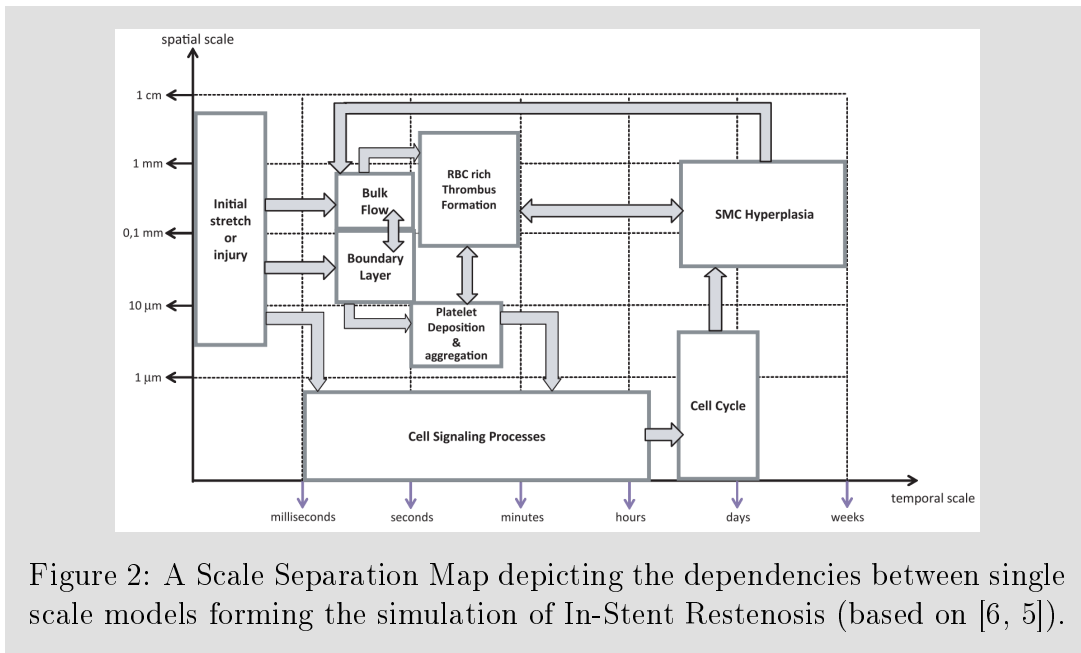 spatial scale
1 cm
1 mm
0,1 mm
10 µm
1 µm
Initial
stretch
or
injury
Bulk
Flow
Boundary
Layer
RBC rich
Thrombus
Formation
Platelet
Deposition
&
aggregation
SMC Hyperplasia
Cell Cycle
Cell Signaling Processes
temporal scale
milliseconds
seconds
minutes
hours
days
weeks
Figure 2: A Scale Separation Map depicting the dependencies between single
scale models forming the simulation of In-Stent Restenosis (based on [6, 5]).